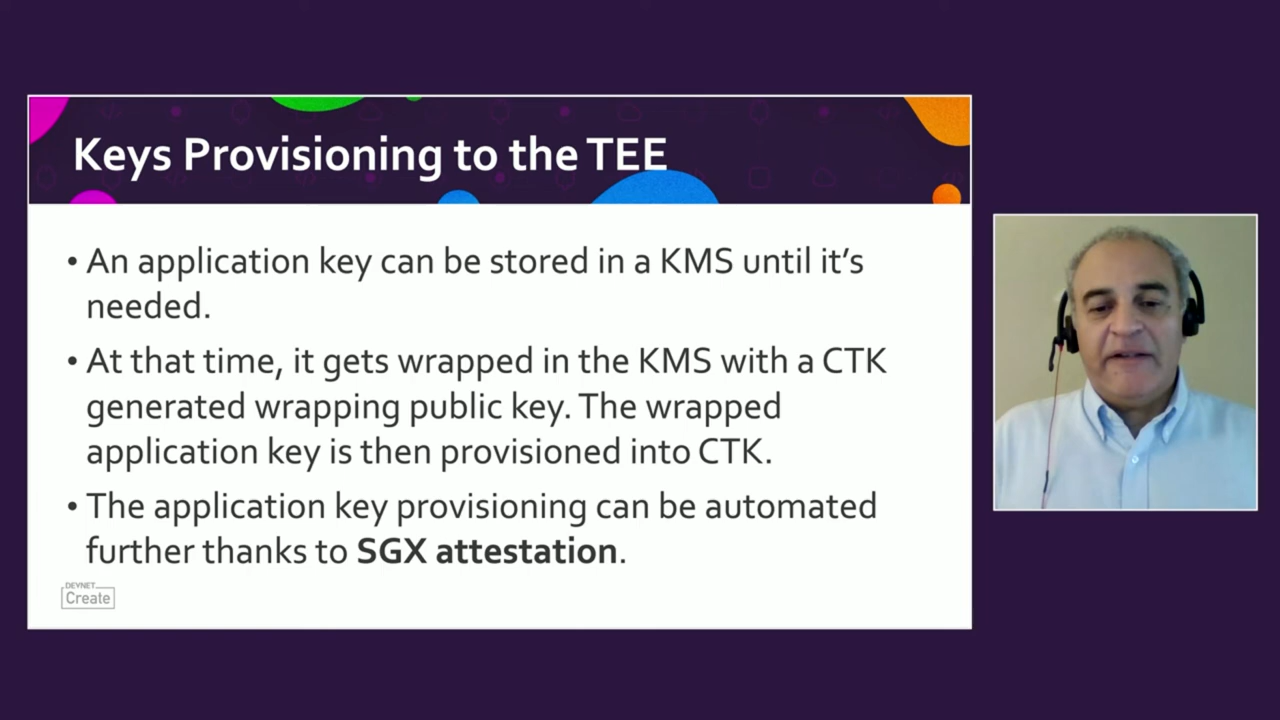 Keys Provisioning to the TEE
• An application key can be stored in a KMS until it’s
needed.
• At that time, it gets wrapped in the KMS with a CTK
generated wrapping public key. The wrapped
application key is then provisioned into CTK.
• The application key provisioning can be automated
further thanks to SGX attestation.
DEVNET
Create